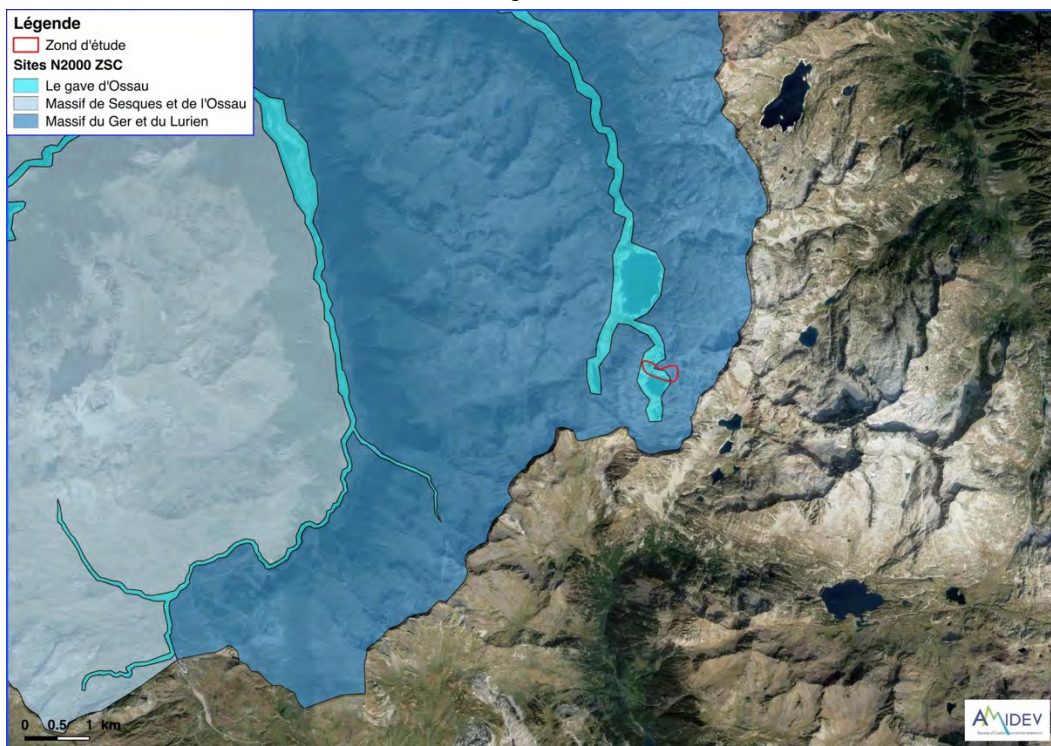 Légende
Zond d'étude
Sites N2000 ZSC
Le gave d'Ossau
Massif de Sesques et de l'Ossau
Massif du Ger et du Lurien
0 0.5 1 km
AMIDEV